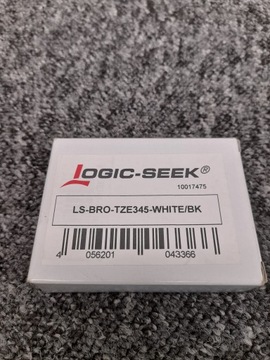 LOGIC-SEEK®
10017475
LS-BRO-TZE345-WHITE/BK
4 056201 043366